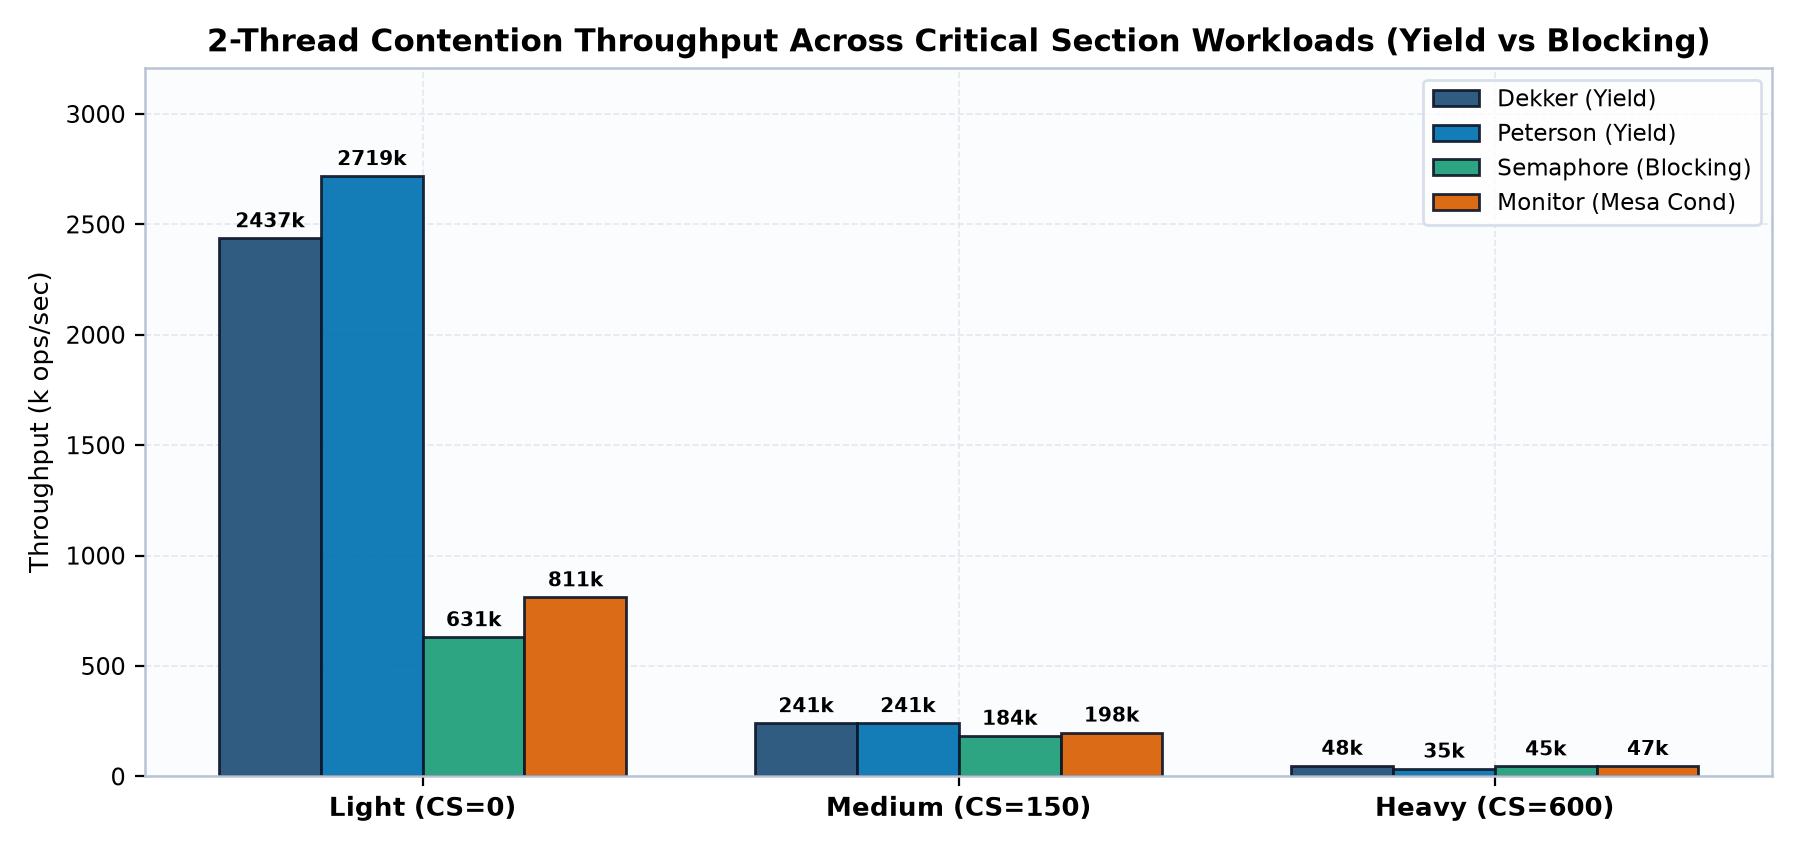 2-Thread Contention Throughput Across Critical Section Workloads (Yield vs Blocking)
Throughput (k ops/sec)
3000
2500
2000
1500
1000
500
0
2437k
2719k
631k
811k
241k
241k
184k
198k
48k
35k
45k
47k
Dekker (Yield)
Peterson (Yield)
Semaphore (Blocking)
Monitor (Mesa Cond)
Light (CS=0)
Medium (CS=150)
Heavy (CS=600)